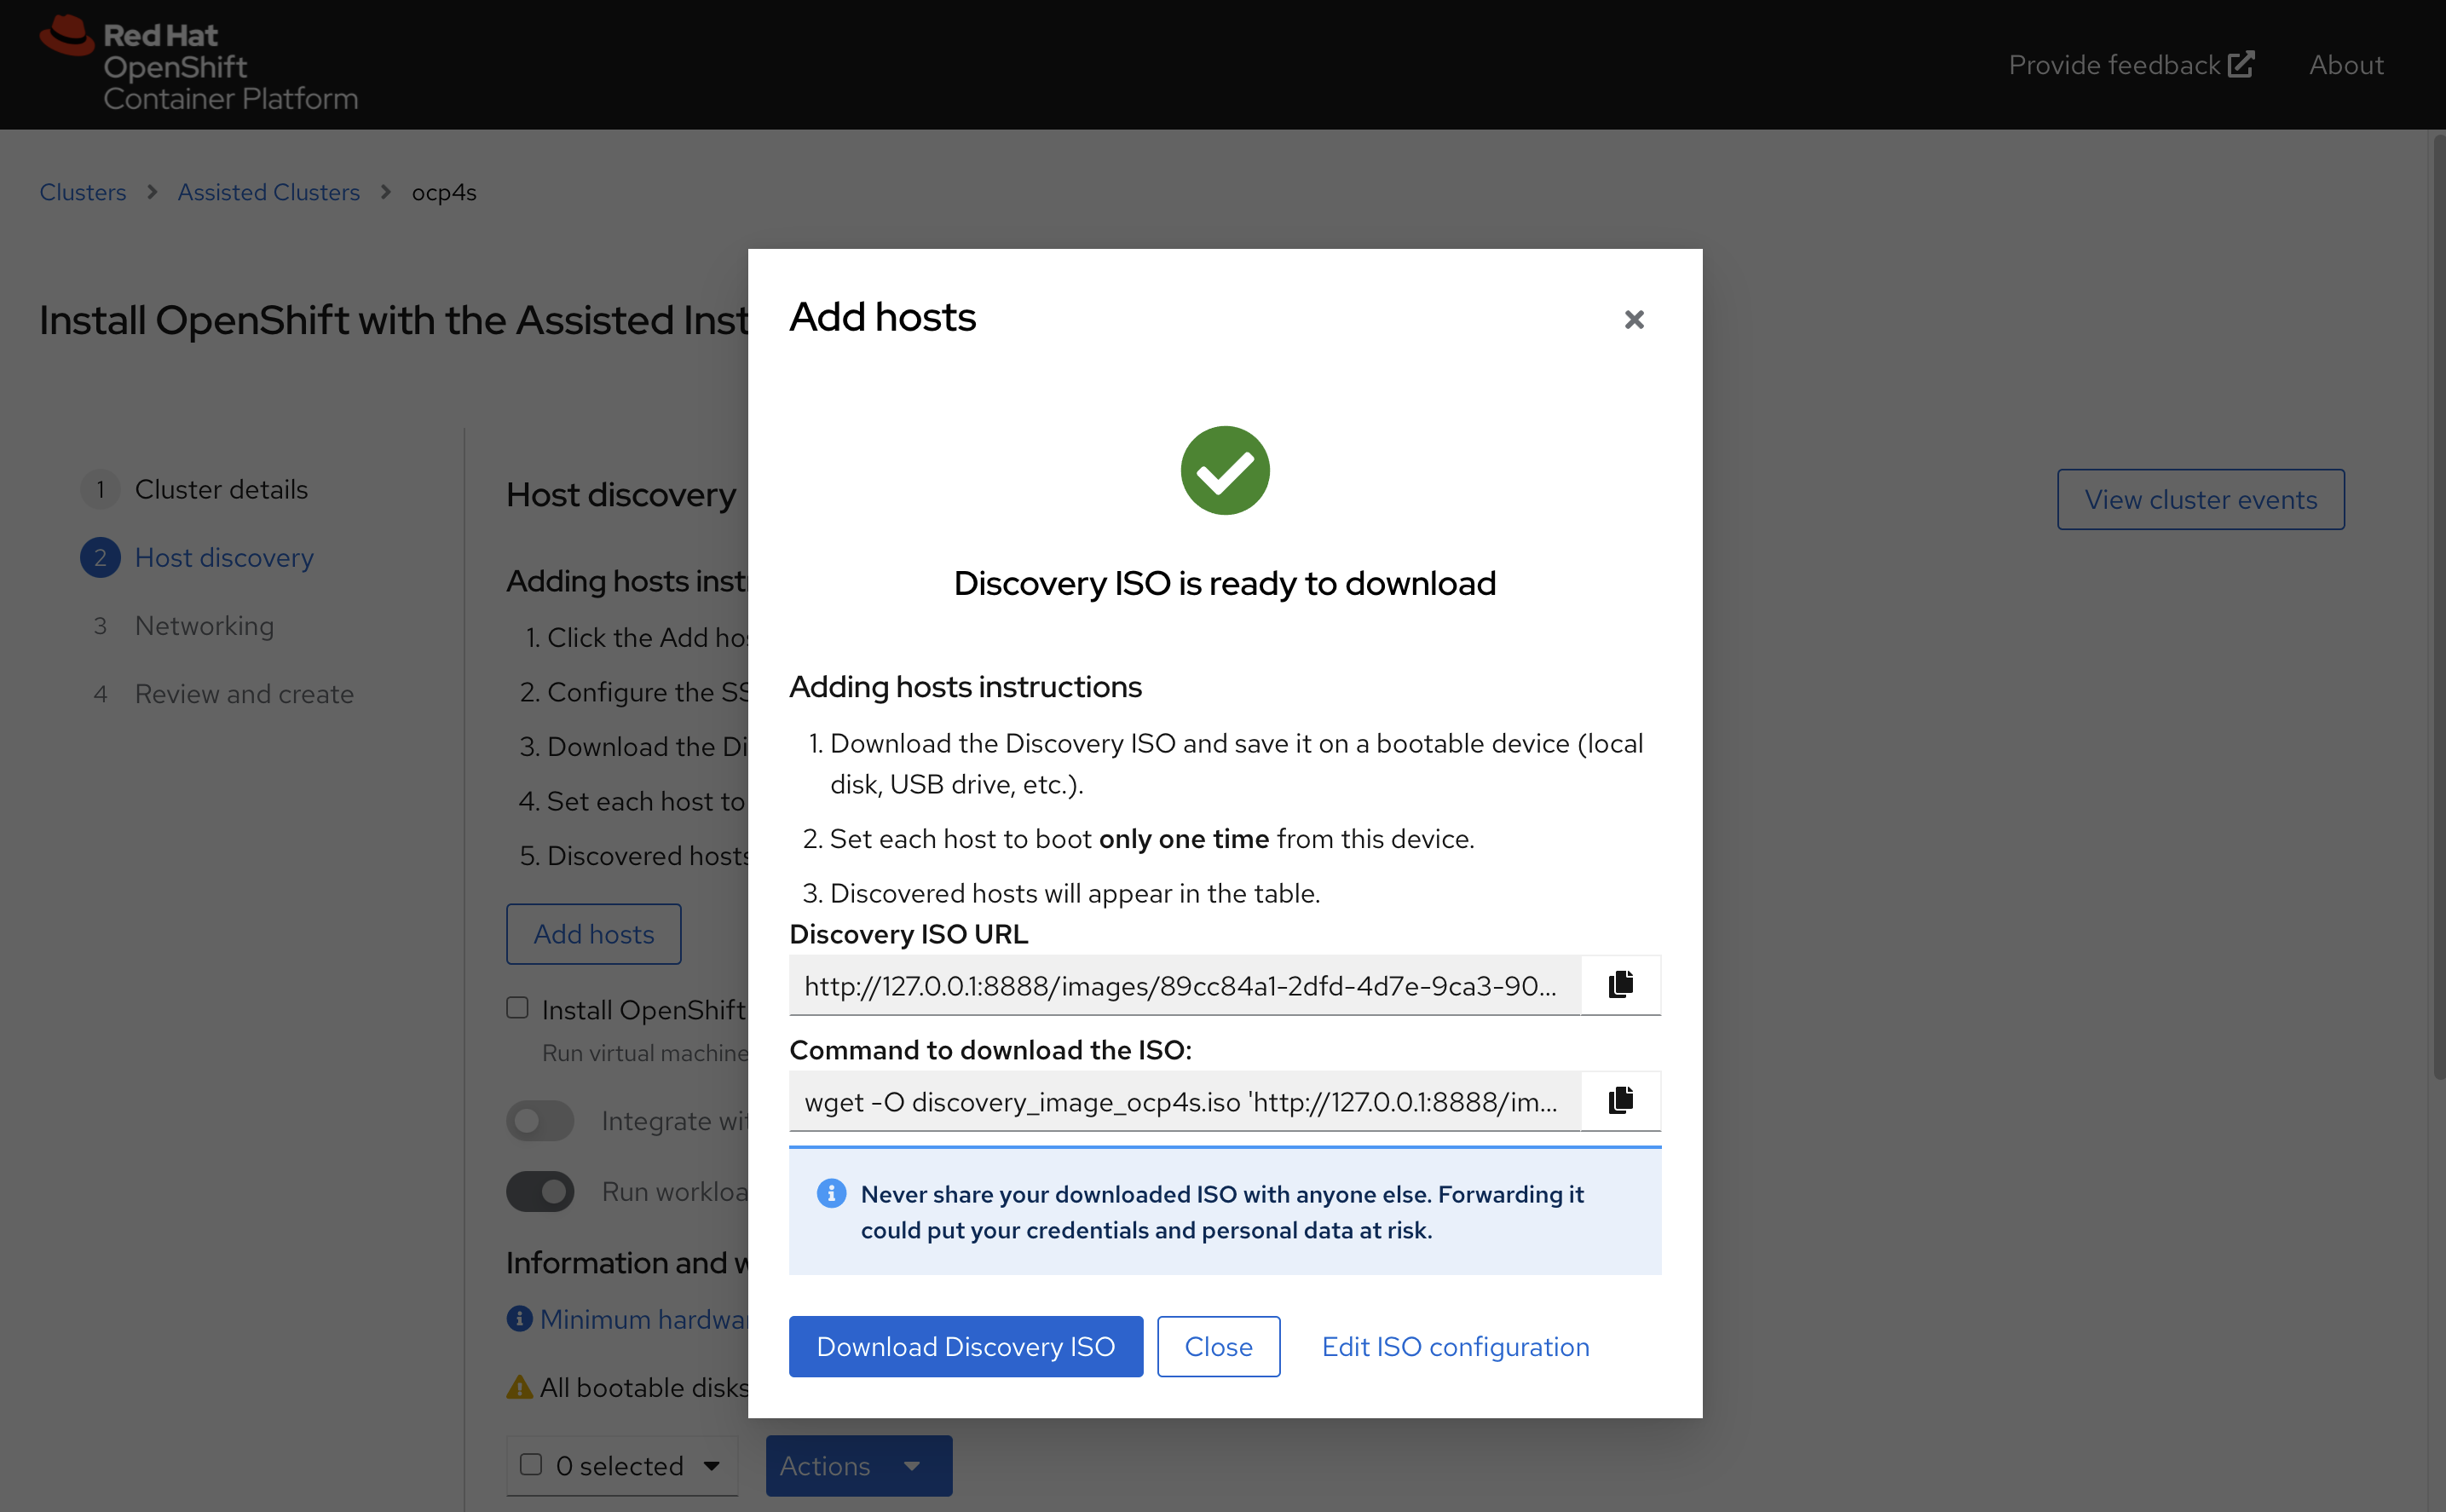 Red Hat
OpenShift
Container Platform
Provide feedback
About
Clusters
Assisted Clusters
ocp4s
Install OpenShift with the Assisted Inst
1 Cluster details
2 Host discovery
3 Networking
4 Review and create
Host discovery
View cluster events
Adding hosts inst
1. Click the Add hos
2. Configure the SS
3. Download the Di
4. Set each host to
5. Discovered hosts
Add hosts
Install OpenShift
Run virtual machine
Integrate wit
Run workloa
Information and w
Minimum hardwar
All bootable disks
0 selected
Actions
Add hosts
Discovery ISO is ready to download
Adding hosts instructions
1. Download the Discovery ISO and save it on a bootable device (local
disk, USB drive, etc.).
2. Set each host to boot only one time from this device.
3. Discovered hosts will appear in the table.
Discovery ISO URL
http://127.0.0.1:8888/images/89cc84a1-2dfd-4d7e-9ca3-90...
Command to download the ISO:
wget -O discovery_image_ocp4s.iso 'http://127.0.0.1:8888/im...
Never share your downloaded ISO with anyone else. Forwarding it
could put your credentials and personal data at risk.
Download Discovery ISO
Close
Edit ISO configuration